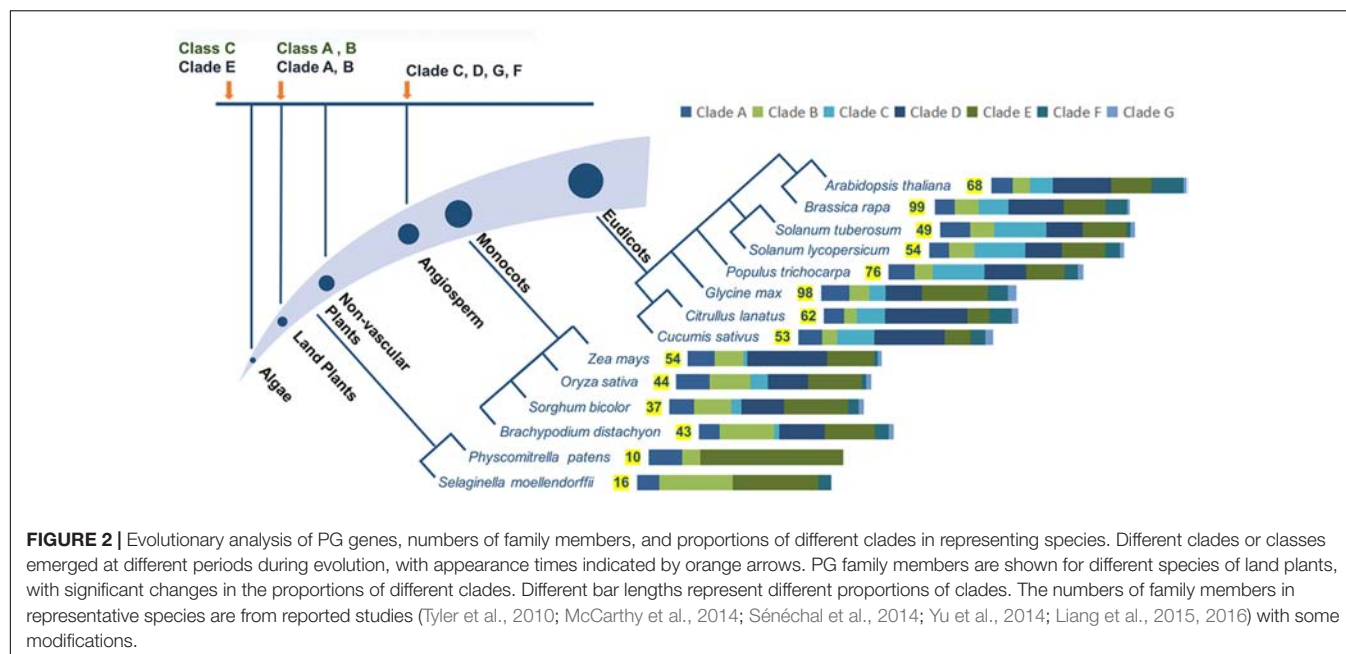 Class C
Clade E
Class A , B
Clade A, B
Clade C, D, G, F
Clade A Clade B Clade C Clade D Clade E Clade F Clade G
Algae
Land Plants
Non-vascular
Plants
Angiosperm
Monocots
Eudicots
Arabidopsis thaliana 68
Brassica rapa 99
Solanum tuberosum 49
Solanum lycopersicum 54
Populus trichocarpa 76
Glycine max 98
Citrullus lanatus 62
Cucumis sativus 53
Zea mays 54
Oryza sativa 44
Sorghum bicolor 37
Brachypodium distachyon 43
Physcomitrella patens 10
Selaginella moellendorffii 16
FIGURE 2 | Evolutionary analysis of PG genes, numbers of family members, and proportions of different clades in representing species. Different clades or classes
emerged at different periods during evolution, with appearance times indicated by orange arrows. PG family members are shown for different species of land plants,
with significant changes in the proportions of different clades. Different bar lengths represent different proportions of clades. The numbers of family members in
representative species are from reported studies (Tyler et al., 2010; McCarthy et al., 2014; Sénéchal et al., 2014; Yu et al., 2014; Liang et al., 2015, 2016) with some
modifications.